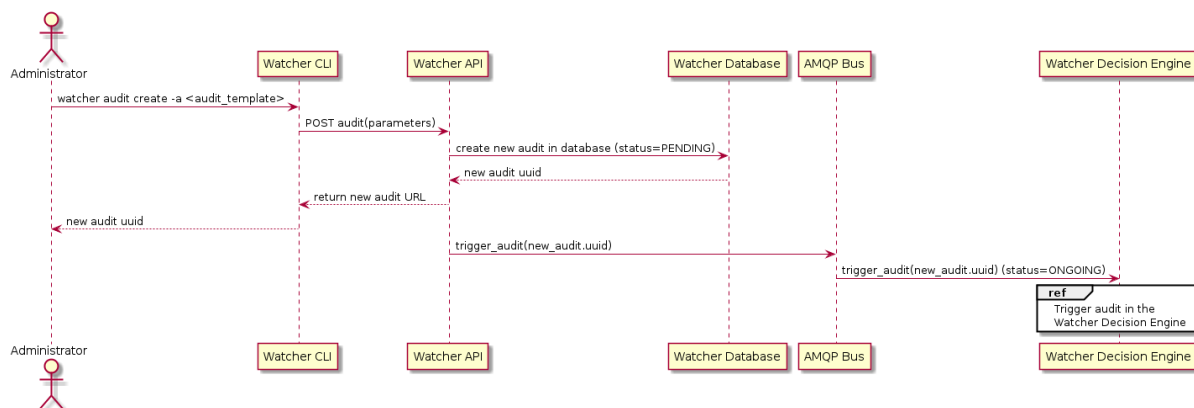 Administrator
Watcher CLI
Watcher API
Watcher Database
AMQP Bus
Watcher Decision Engine
watcher audit create -a <audit_template>
POST audit(parameters)
create new audit in database (status=PENDING)
new audit uuid
return new audit URL
new audit uuid
trigger_audit(new_audit.uuid)
trigger_audit(new_audit.uuid) (status=ONGOING)
ref
Trigger audit in the
Watcher Decision Engine
Administrator
Watcher CLI
Watcher API
Watcher Database
AMQP Bus
Watcher Decision Engine